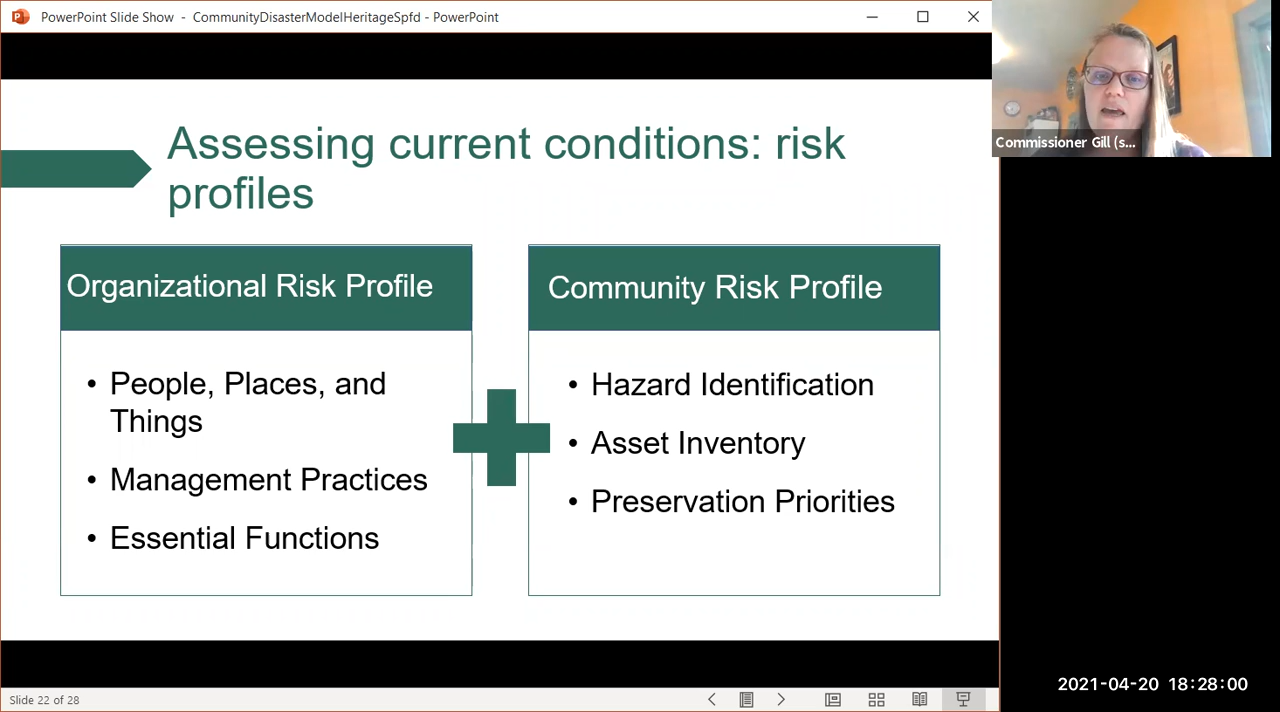 PowerPoint Slide Show - CommunityDisasterModelHeritageSpfd - PowerPoint
Commissioner Gill (s...
Assessing current conditions: risk
profiles
Organizational Risk Profile
• People, Places, and
Things
• Management Practices
• Essential Functions
Community Risk Profile
• Hazard Identification
• Asset Inventory
• Preservation Priorities
Slide 22 of 28
2021-04-20 18:28:00